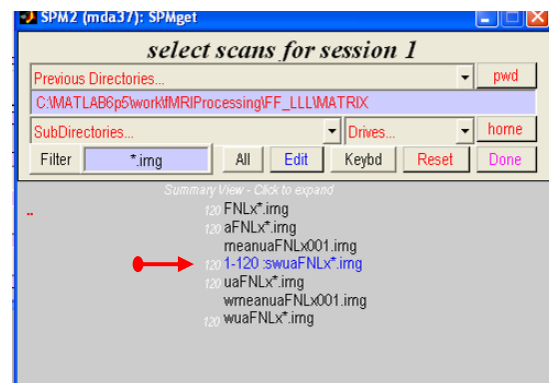 SPM2 (mda37): SPMget
select scans for session 1
Previous Directories... pwd
C:\MATLAB6p5\work\fMRIProcessing\FF_LLL\MATRIX
SubDirectories... Drives... home
Filter *.img All Edit Keybd Reset Done
Summary View - Click to expand
..
120 FNLx*.img
120 aFNLx*.img
meanuaFNLx001.img
120 1-120 :swuaFNLx*.img
120 uaFNLx*.img
wmeanuaFNLx001.img
120 wuaFNLx*.img